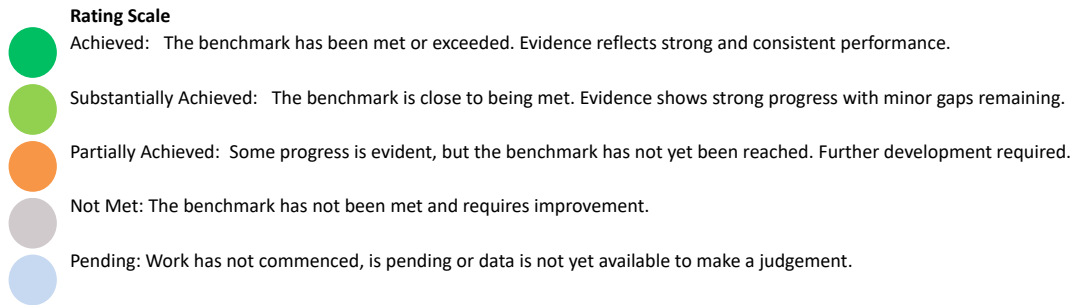 Rating Scale
Achieved: The benchmark has been met or exceeded. Evidence reflects strong and consistent performance.
Substantially Achieved: The benchmark is close to being met. Evidence shows strong progress with minor gaps remaining.
Partially Achieved: Some progress is evident, but the benchmark has not yet been reached. Further development required.
Not Met: The benchmark has not been met and requires improvement.
Pending: Work has not commenced, is pending or data is not yet available to make a judgement.